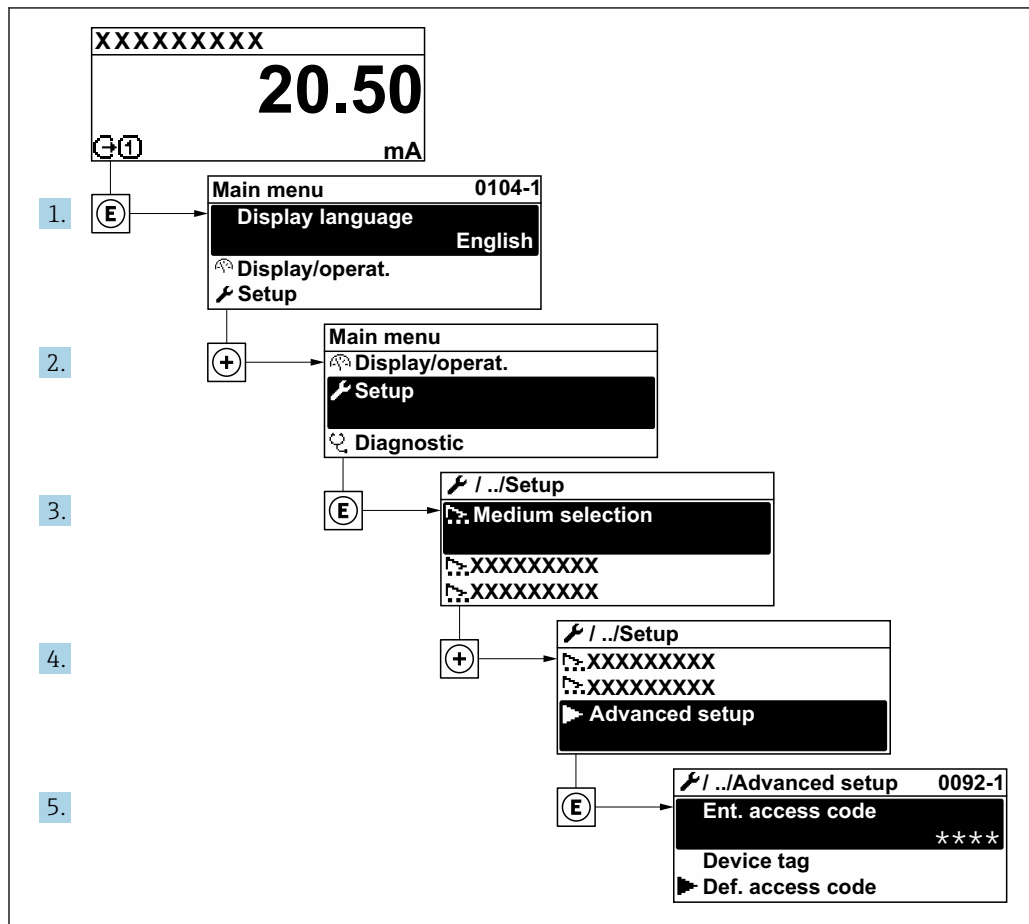 XXXXXXXXX
20.50
1
mA
1.
E
Main menu 0104-1
Display language
English
Display/operat.
Setup
2.
+
Main menu
Display/operat.
Setup
Diagnostic
3.
E
/ ../Setup
Medium selection
XXXXXXXXX
XXXXXXXXX
4.
+
/ ../Setup
XXXXXXXXX
XXXXXXXXX
Advanced setup
5.
E
/ ../Advanced setup 0092-1
Ent. access code
****
Device tag
Def. access code